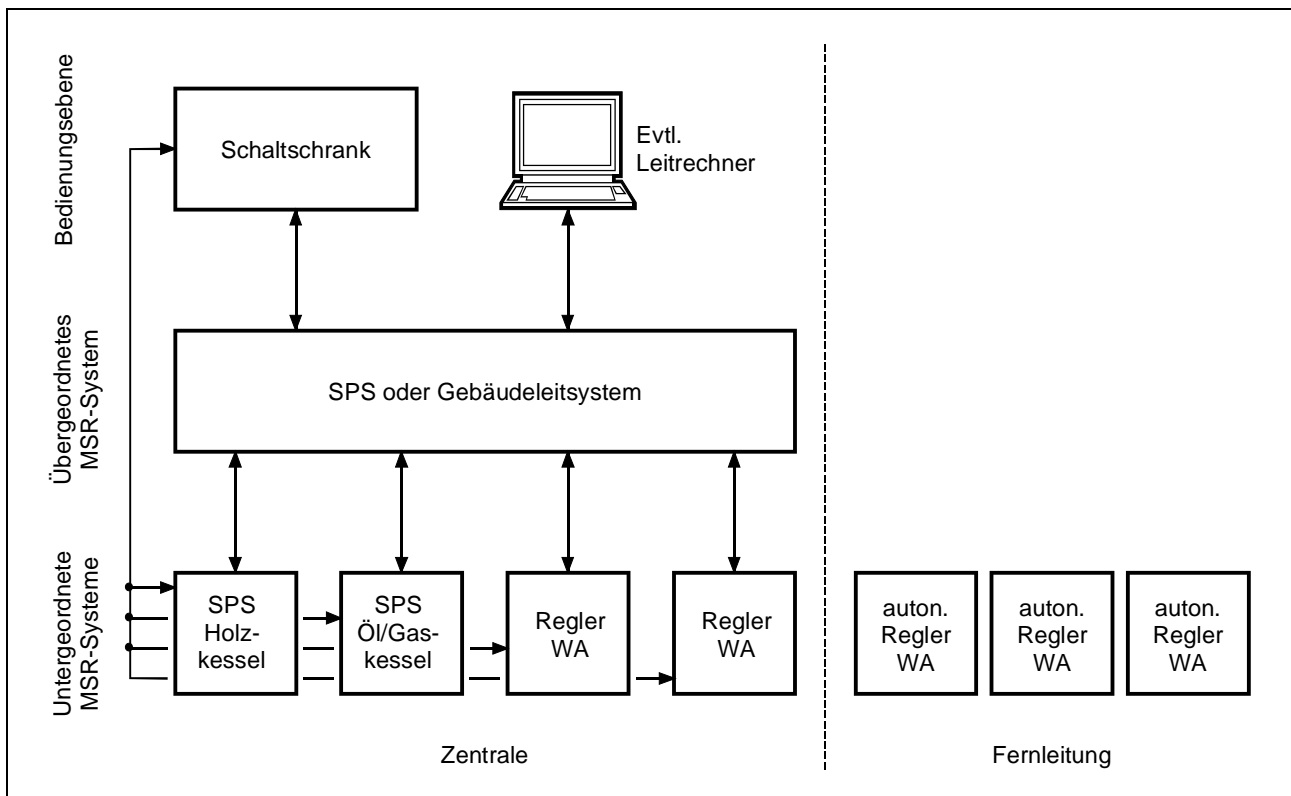 Bedienungsebene
Schaltschrank
Evtl.
Leitrechner
Übergeordnetes
MSR-System
SPS oder Gebäudeleitsystem
Untergeordnete
MSR-Systeme
SPS
Holz-
kessel
SPS
Öl/Gas-
kessel
Regler
WA
Regler
WA
auton.
Regler
WA
auton.
Regler
WA
auton.
Regler
WA
Zentrale
Fernleitung